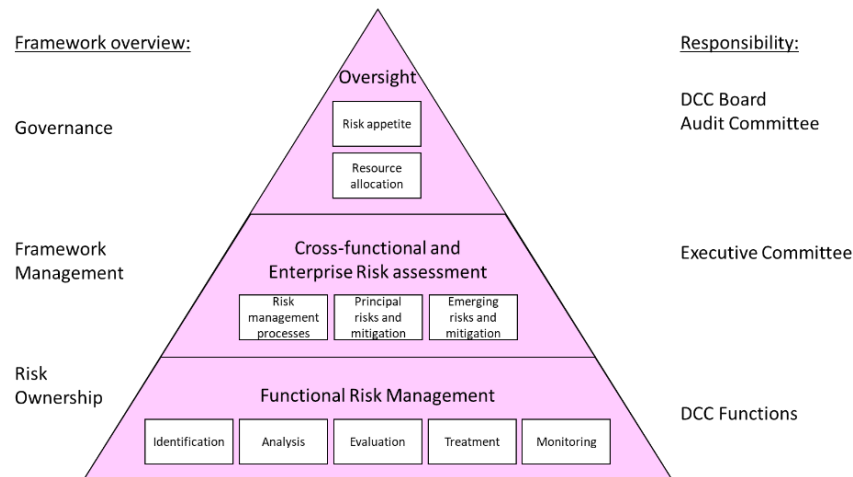 Framework overview:
Responsibility:
Oversight
Governance
DCC Board
Audit Committee
Risk appetite
Resource
allocation
Framework
Management
Cross-functional and
Enterprise Risk assessment
Executive Committee
Risk
management
processes
Principal
risks and
mitigation
Emerging
risks and
mitigation
Risk
Ownership
Functional Risk Management
DCC Functions
Identification
Analysis
Evaluation
Treatment
Monitoring